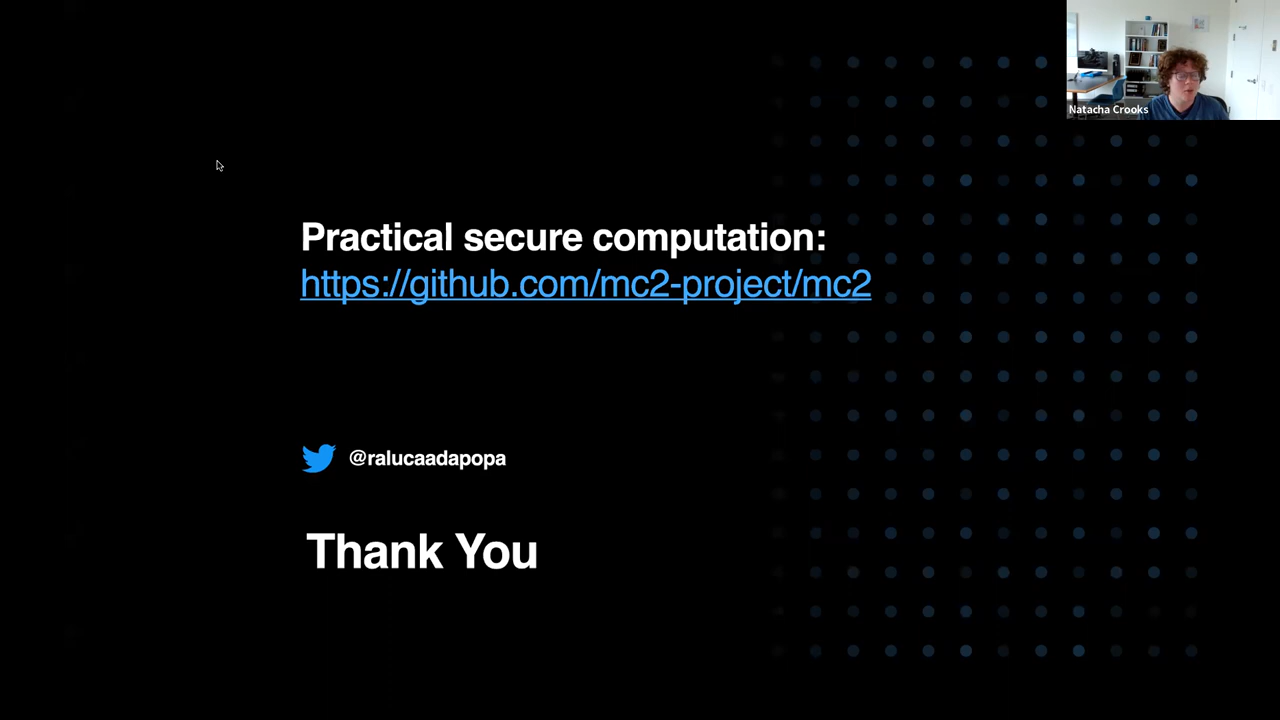 Natacha Crooks
Practical secure computation:
https://github.com/mc2-project/mc2
@ralucaadapopa
Thank You